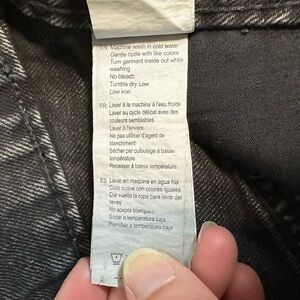 EN Machine wash in cold water
Gentle cycle with like colors
Turn garment inside out while
washing
No bleach
Tumble dry Low
Low iron
FR Laver à la machine à l'eau froide
Laver au cycle délicat avec des
couleurs semblables
Laver à l'envers
Ne pas utiliser d'agent de
blanchiment
Sécher par culbutage à basse
température
Repasser à basse température
ES Lavar en maquina en agua fria
Ciclo suave con colores iguales
Dar vuelta la ropa para lavar del
reves
No acepta blanqueo
Secar a temperatura baja
Planchar a temperatura baja